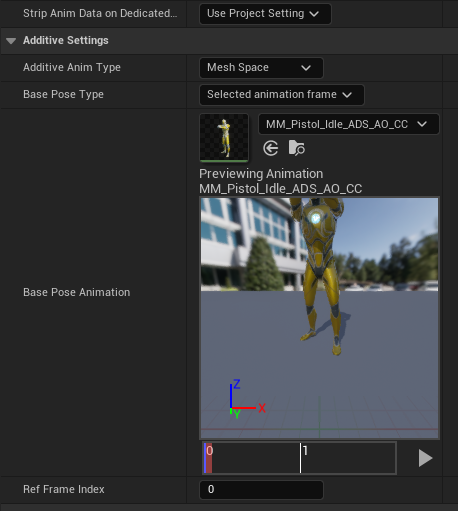 Strip Anim Data on Dedicated...
Use Project Setting
Additive Settings
Additive Anim Type
Mesh Space
Base Pose Type
Selected animation frame
MM_Pistol_Idle_ADS_AO_CC
Previewing Animation
MM_Pistol_Idle_ADS_AO_CC
Base Pose Animation
Z
X
Y
0
1
Ref Frame Index
0